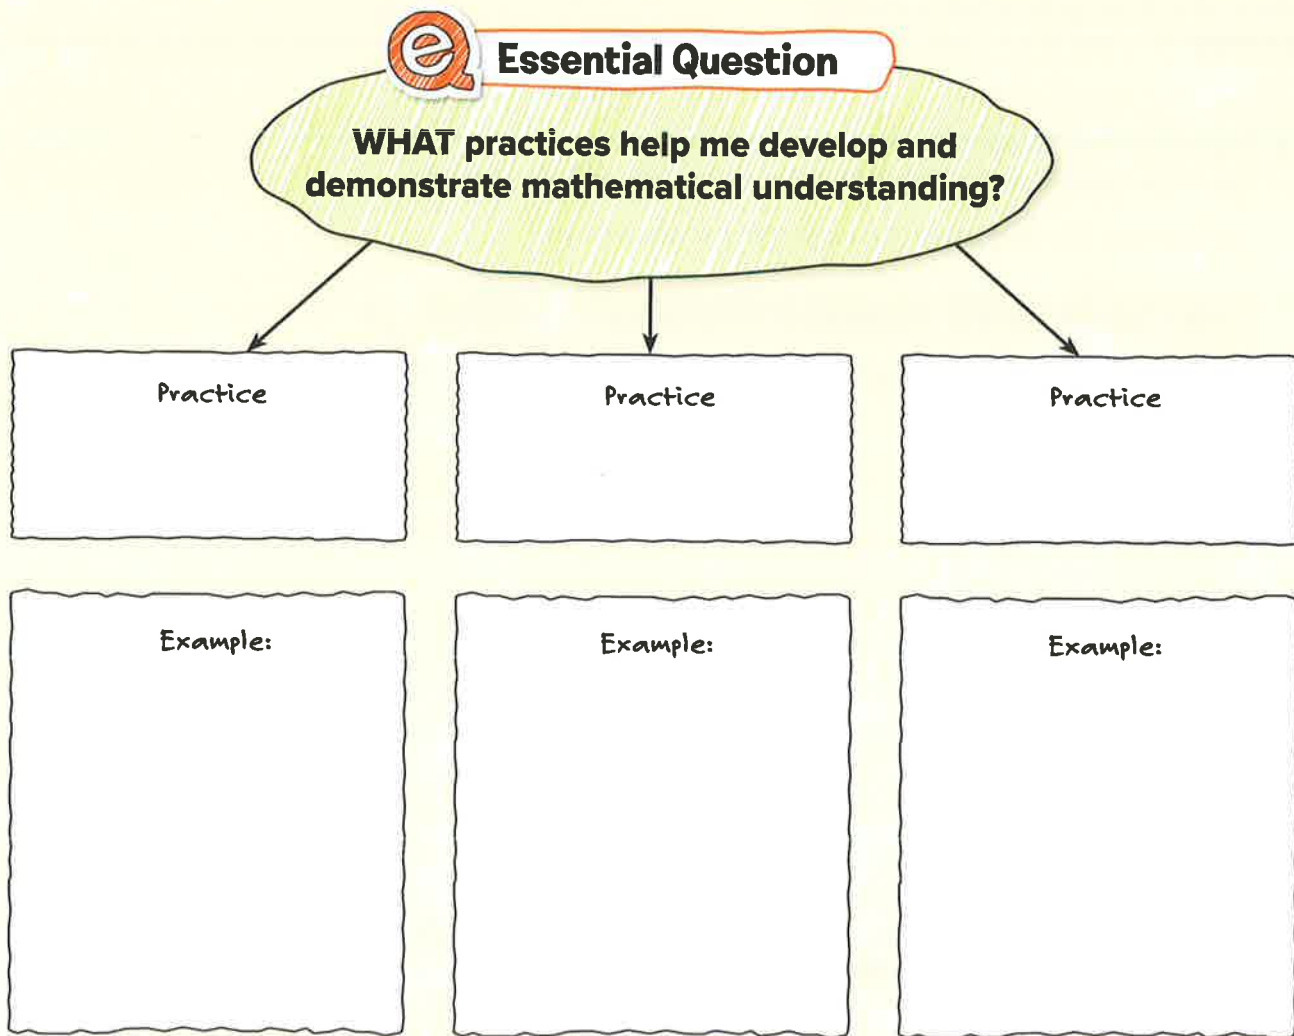 Essential Question
WHAT practices help me develop and
demonstrate mathematical understanding?
Practice
Practice
Practice
Example:
Example:
Example: